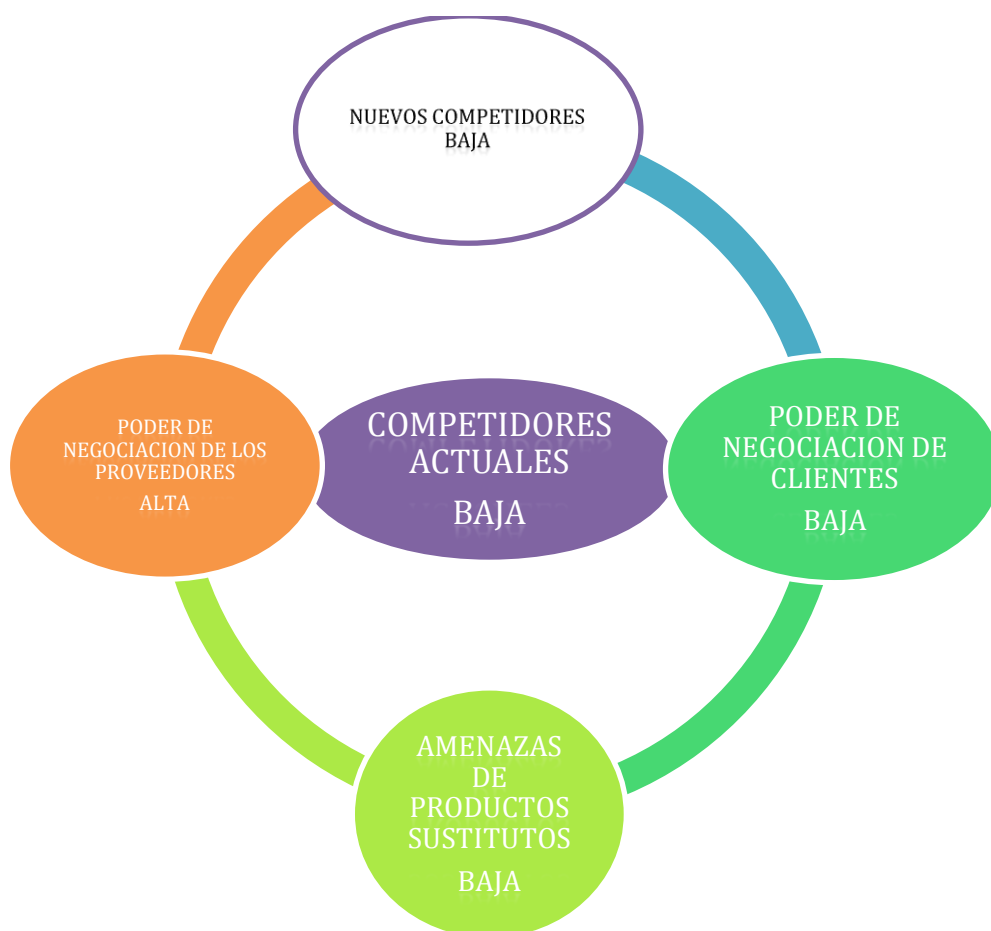 NUEVOS COMPETIDORES
BAJA
PODER DE
NEGOCIACION DE LOS
PROVEEDORES
ALTA
COMPETIDORES
ACTUALES
BAJA
PODER DE
NEGOCIACION DE
CLIENTES
BAJA
AMENAZAS
DE
PRODUCTOS
SUSTITUTOS
BAJA